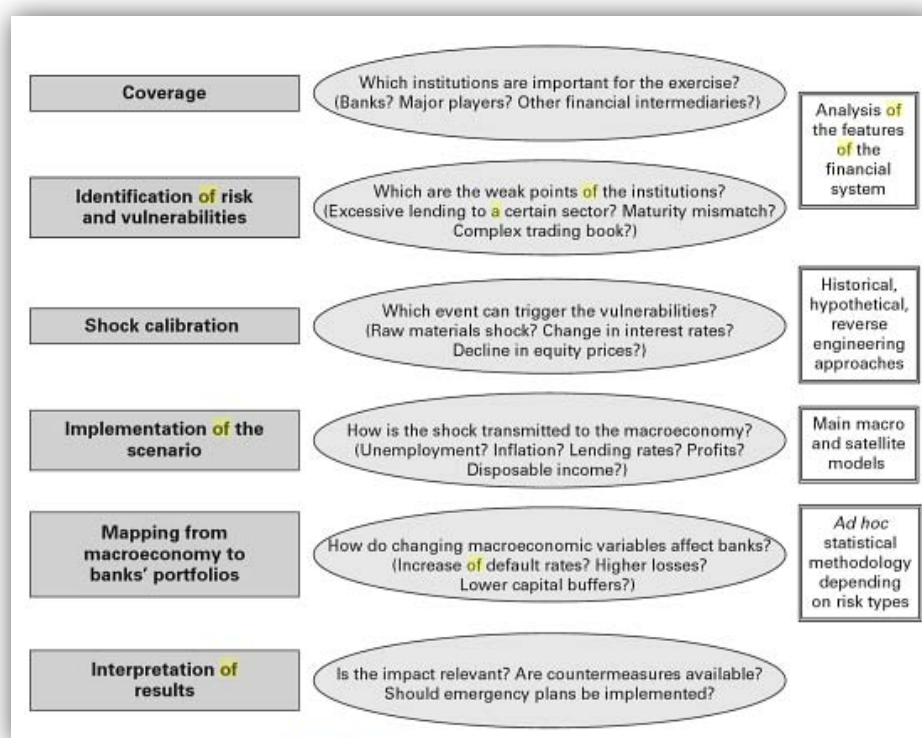 Coverage
Which institutions are important for the exercise?
(Banks? Major players? Other financial intermediaries?)
Analysis of
the features
of the
financial
system
Identification of risk
and vulnerabilities
Which are the weak points of the institutions?
(Excessive lending to a certain sector? Maturity mismatch?
Complex trading book?)
Shock calibration
Which event can trigger the vulnerabilities?
(Raw materials shock? Change in interest rates?
Decline in equity prices?)
Historical,
hypothetical,
reverse
engineering
approaches
Implementation of the
scenario
How is the shock transmitted to the macroeconomy?
(Unemployment? Inflation? Lending rates? Profits?
Disposable income?)
Main macro
and satellite
models
Mapping from
macroeconomy to
banks' portfolios
How do changing macroeconomic variables affect banks?
(Increase of default rates? Higher losses?
Lower capital buffers?)
Ad hoc
statistical
methodology
depending
on risk types
Interpretation of
results
Is the impact relevant? Are countermeasures available?
Should emergency plans be implemented?